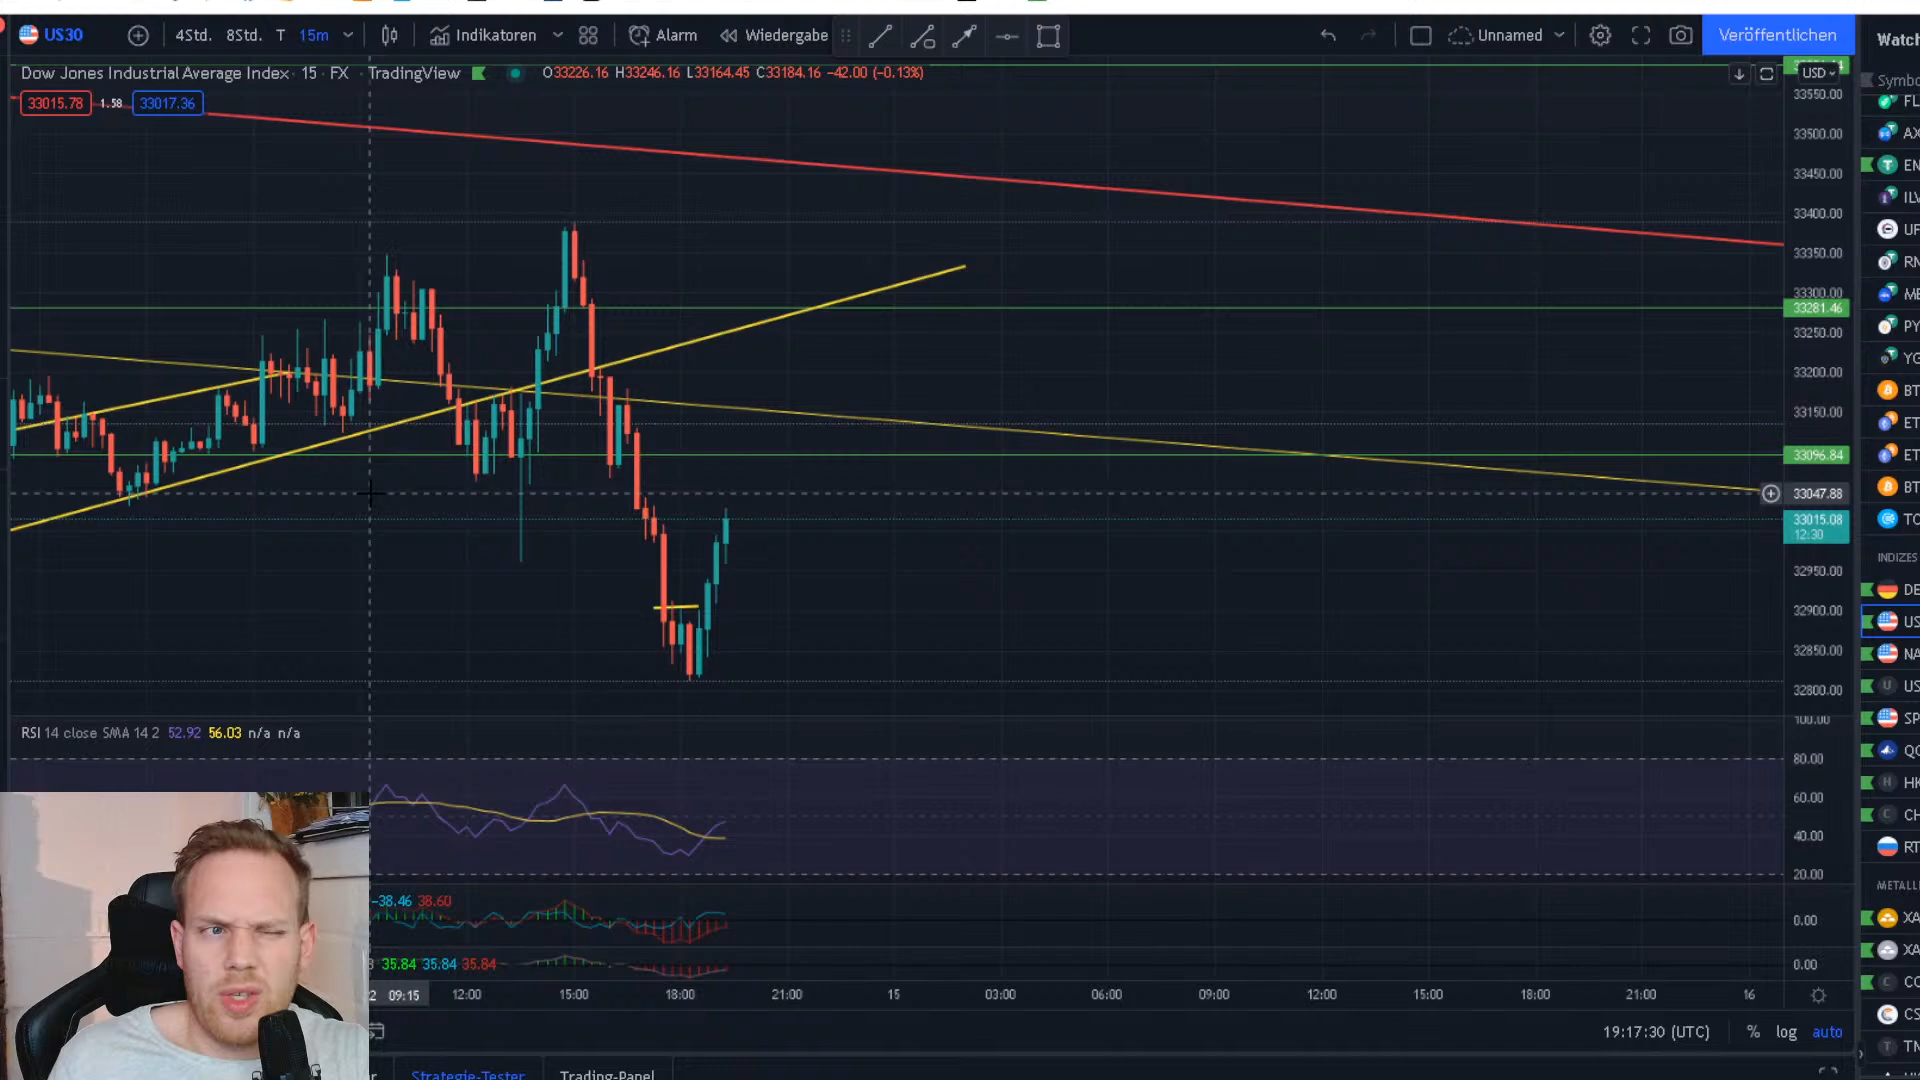 US30 4Std. 8Std. T 15m Indikatoren Alarm Wiedergabe Unnamed Veröffentlichen Watch
Dow Jones Industrial Average Index · 15 · FX · TradingView O33226.16 H33246.16 L33164.45 C33184.16 −42.00 (−0.13%)
USD
33015.78 1.58 33017.36
33550.00
33500.00
33450.00
33400.00
33350.00
33300.00
33281.46
33250.00
33200.00
33150.00
33096.84
33047.88
33015.08
12:30
32950.00
32900.00
32850.00
32800.00
RSI 14 close SMA 14 2 52.92 56.03 n/a n/a
100.00
80.00
60.00
40.00
20.00
−38.46 38.60
0.00
35.84 35.84 35.84
0.00
09:15 12:00 15:00 18:00 21:00 15 03:00 06:00 09:00 12:00 15:00 18:00 21:00 16
19:17:30 (UTC) % log auto
Strategie-Tester Trading-Panel
Symbo
FL
AX
EN
ILV
UF
RN
ME
PY
YG
BT
ET
ET
BT
TO
INDIZES
DE
US
NA
US
SP
QC
HK
CH
RT
METALL
XA
XA
CO
CS
TN